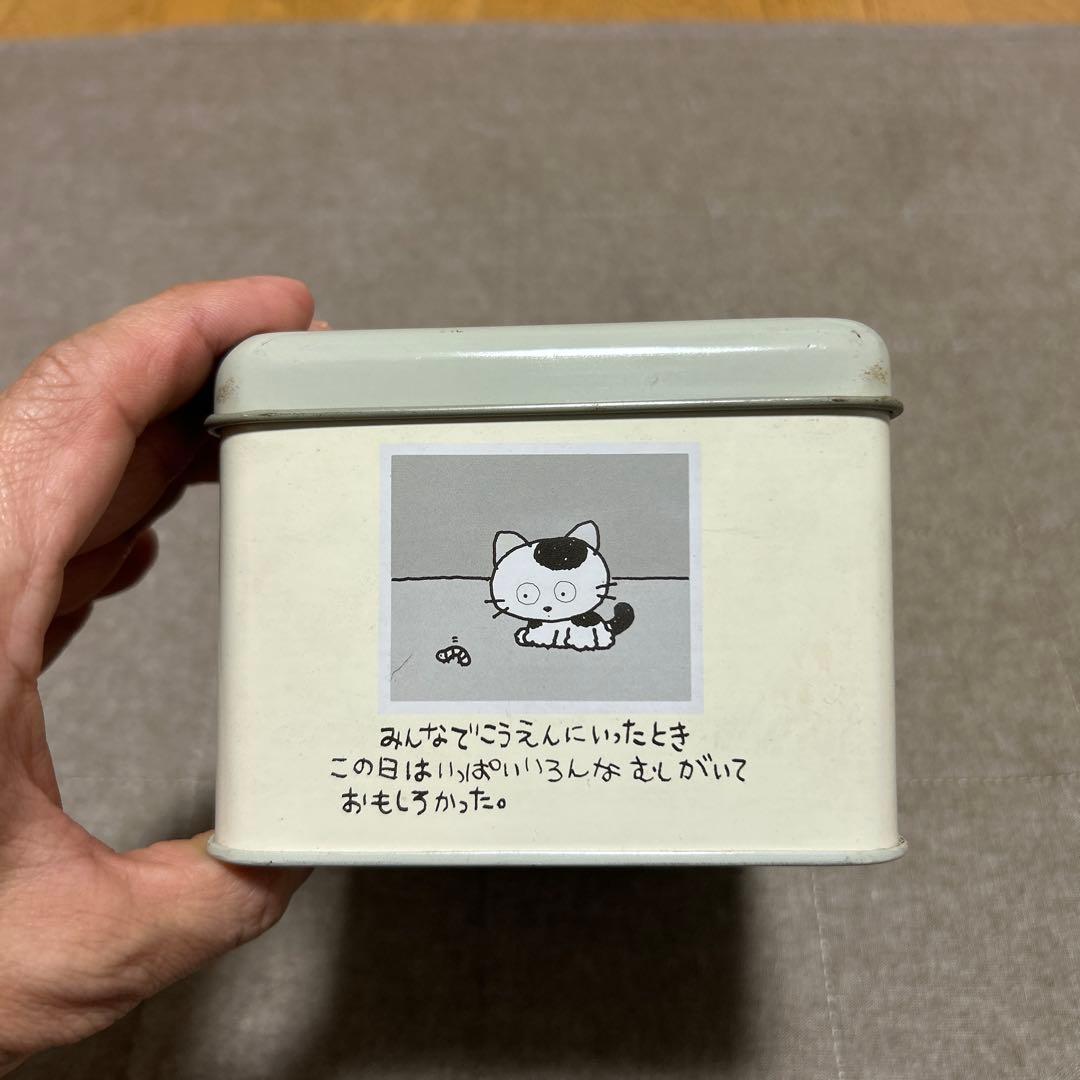 みんなでこうえんにいったとき
この日はいっぱいいろんなむしがいて
おもしろかった。